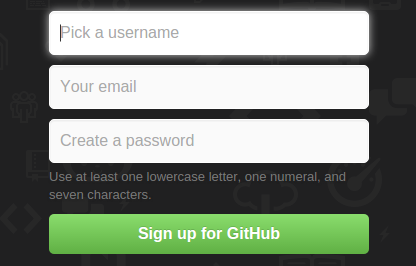 Pick a username
Your email
Create a password
Use at least one lowercase letter, one numeral, and
seven characters.
Sign up for GitHub